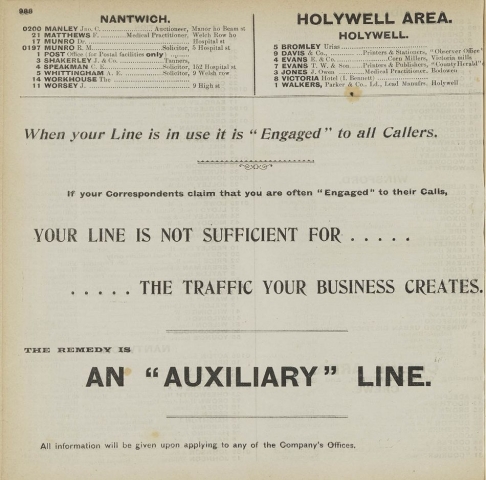 989
NANTWICH.
0200 MANLEY Jno. C. Auctioneer, Manor ho Beam st
21 MATTHEWS F. Medical Practitioner, Welsh Row ho
17 MUNRO Dr. Hospital st
0197 MUNRO R. M. Solicitor, 5 Hospital st
1 POST Office (for Postal facilities only)
3 SHAKERLEY J. & Co. Tanners,
4 SPEAKMAN C. E. Solicitor, 152 Hospital st
5 WHITTINGHAM A. E. Solicitor, 9 Welsh row
14 WORKHOUSE The
11 WORSEY J. 9 High st
HOLYWELL AREA.
HOLYWELL.
5 BROMLEY Urias
9 DAVIS & Co., Printers & Stationers, "Observer Office"
4 EVANS E. & Co. Corn Millers, Victoria mills
7 EVANS T. W. & Son Printers & Publishers, "County Herald"
3 JONES J. Owen Medical Practitioner, Bodowen
8 VICTORIA Hotel (I. Bennett)
1 WALKERS, Parker & Co., Ld., Lead Manufrs. Holywell
When your Line is in use it is "Engaged" to all Callers.
If your Correspondents claim that you are often "Engaged" to their Calls,
YOUR LINE IS NOT SUFFICIENT FOR . . . . .
. . . . . THE TRAFFIC YOUR BUSINESS CREATES.
THE REMEDY IS
AN "AUXILIARY" LINE.
All information will be given upon applying to any of the Company's Offices.